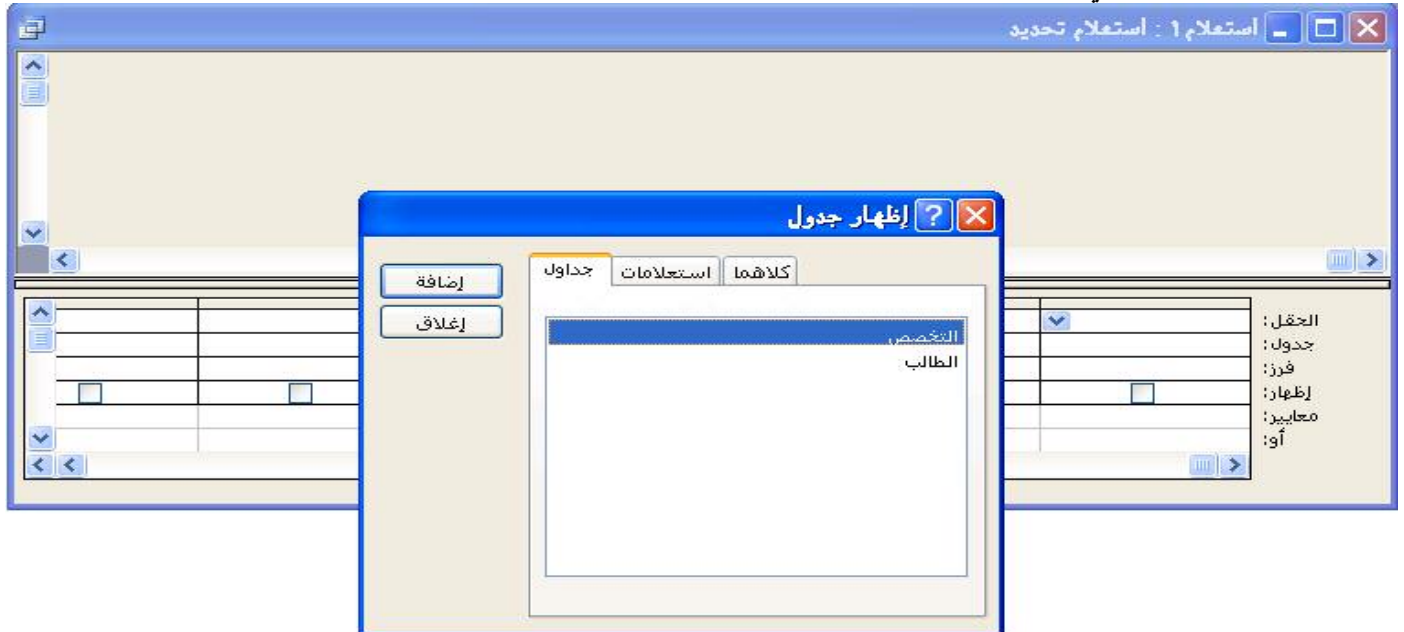 استعلام1 : استعلام تحديد
إظهار جدول
جداول
استعلامات
كلاهما
إضافة
إغلاق
التخصص
الطالب
الحقل:
جدول:
فرز:
إظهار:
معايير:
أو: